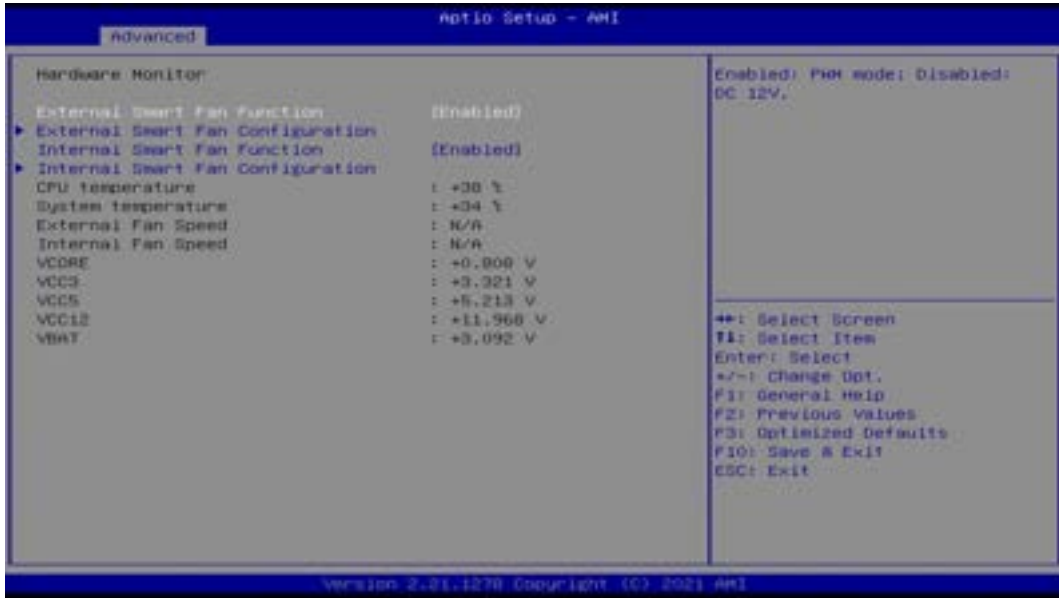 Aptio Setup - AMI
Advanced
Hardware Monitor
External Smart Fan Function [Enabled]
External Smart Fan Configuration
Internal Smart Fan Function [Enabled]
Internal Smart Fan Configuration
CPU temperature : +38 %
System temperature : +34 %
External Fan Speed : N/A
Internal Fan Speed : N/A
VCORE : +0.808 V
VCC3 : +3.321 V
VCC5 : +5.213 V
VCC12 : +11.968 V
VBAT : +3.092 V
Enabled: PWM mode; Disabled:
DC 12V.
→←: Select Screen
↑↓: Select Item
Enter: Select
+/-: Change Opt.
F1: General Help
F2: Previous Values
F3: Optimized Defaults
F10: Save & Exit
ESC: Exit
Version 2.21.1278 Copyright (C) 2021 AMI